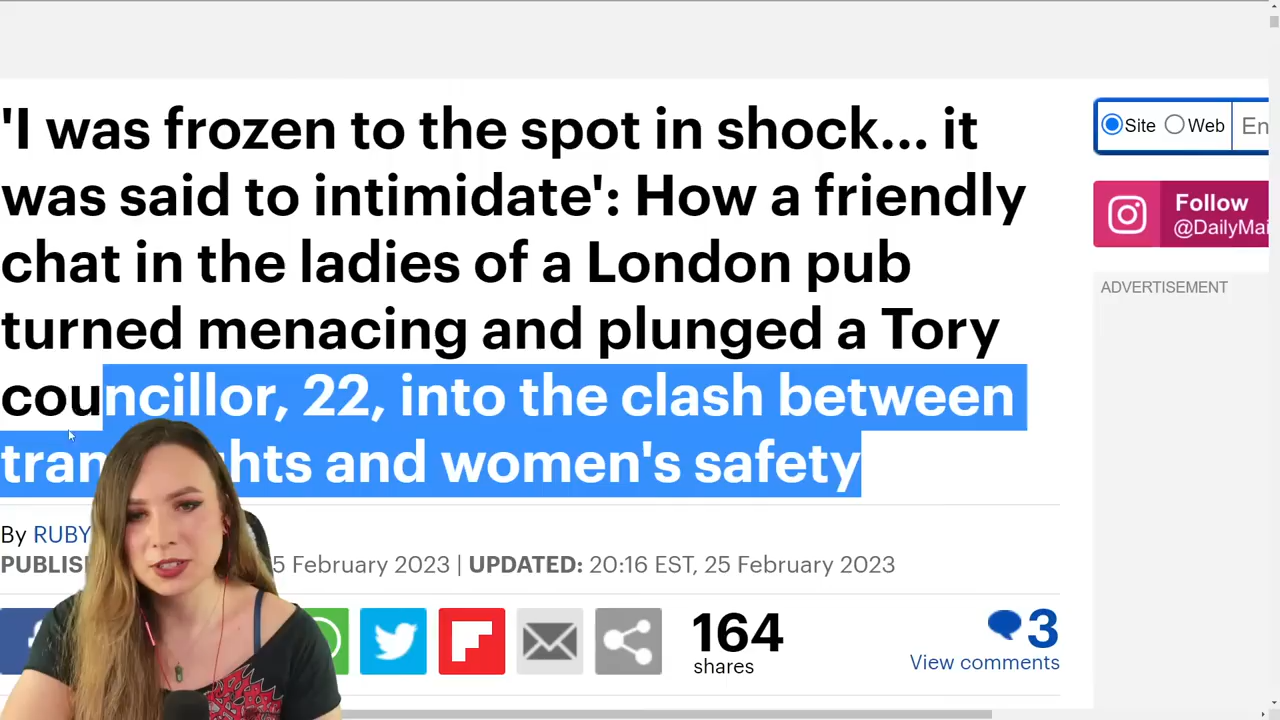 'I was frozen to the spot in shock... it
was said to intimidate': How a friendly
chat in the ladies of a London pub
turned menacing and plunged a Tory
councillor, 22, into the clash between
tran ghts and women's safety
By RUBY
PUBLIS 5 February 2023 | UPDATED: 20:16 EST, 25 February 2023
164
shares
3
View comments
Site Web En
Follow
@DailyMai
ADVERTISEMENT